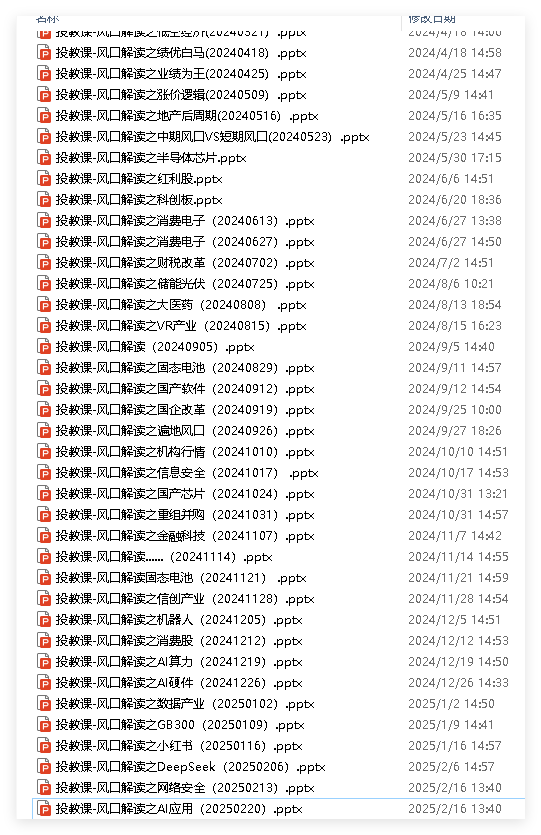 名称 修改日期
投教课-风口解读之低空经济(20240321) .pptx 2024/4/18 14:00
投教课-风口解读之绩优白马(20240418) .pptx 2024/4/18 14:58
投教课-风口解读之业绩为王(20240425) .pptx 2024/4/25 14:47
投教课-风口解读之涨价逻辑(20240509) .pptx 2024/5/9 14:41
投教课-风口解读之地产后周期(20240516) .pptx 2024/5/16 16:35
投教课-风口解读之中期风口VS短期风口(20240523) .pptx 2024/5/23 14:45
投教课-风口解读之半导体芯片.pptx 2024/5/30 17:15
投教课-风口解读之红利股.pptx 2024/6/6 14:51
投教课-风口解读之科创板.pptx 2024/6/20 18:36
投教课-风口解读之消费电子（20240613）.pptx 2024/6/27 13:38
投教课-风口解读之消费电子（20240627）.pptx 2024/6/27 14:50
投教课-风口解读之财税改革（20240702）.pptx 2024/7/2 14:51
投教课-风口解读之储能光伏（20240725）.pptx 2024/8/6 10:21
投教课-风口解读之大医药（20240808） .pptx 2024/8/13 18:54
投教课-风口解读之VR产业（20240815）.pptx 2024/8/15 16:23
投教课-风口解读（20240905）.pptx 2024/9/5 14:40
投教课-风口解读之固态电池（20240829）.pptx 2024/9/11 14:57
投教课-风口解读之国产软件（20240912）.pptx 2024/9/12 14:54
投教课-风口解读之国企改革（20240919）.pptx 2024/9/25 10:00
投教课-风口解读之遍地风口（20240926）.pptx 2024/9/27 18:26
投教课-风口解读之机构行情（20241010）.pptx 2024/10/10 14:51
投教课-风口解读之信息安全（20241017） .pptx 2024/10/17 14:53
投教课-风口解读之国产芯片（20241024）.pptx 2024/10/31 13:21
投教课-风口解读之重组并购（20241031）.pptx 2024/10/31 14:57
投教课-风口解读之金融科技（20241107）.pptx 2024/11/7 14:42
投教课-风口解读......（20241114）.pptx 2024/11/14 14:55
投教课-风口解读固态电池（20241121） .pptx 2024/11/21 14:59
投教课-风口解读之信创产业（20241128）.pptx 2024/11/28 14:54
投教课-风口解读之机器人（20241205）.pptx 2024/12/5 14:51
投教课-风口解读之消费股（20241212）.pptx 2024/12/12 14:53
投教课-风口解读之AI算力（20241219）.pptx 2024/12/19 14:50
投教课-风口解读之AI硬件（20241226）.pptx 2024/12/26 14:33
投教课-风口解读之数据产业（20250102）.pptx 2025/1/2 14:50
投教课-风口解读之GB300（20250109）.pptx 2025/1/9 14:41
投教课-风口解读之小红书（20250116）.pptx 2025/1/16 14:57
投教课-风口解读之DeepSeek（20250206）.pptx 2025/2/6 14:57
投教课-风口解读之网络安全（20250213）.pptx 2025/2/16 13:40
投教课-风口解读之AI应用（20250220）.pptx 2025/2/16 13:40